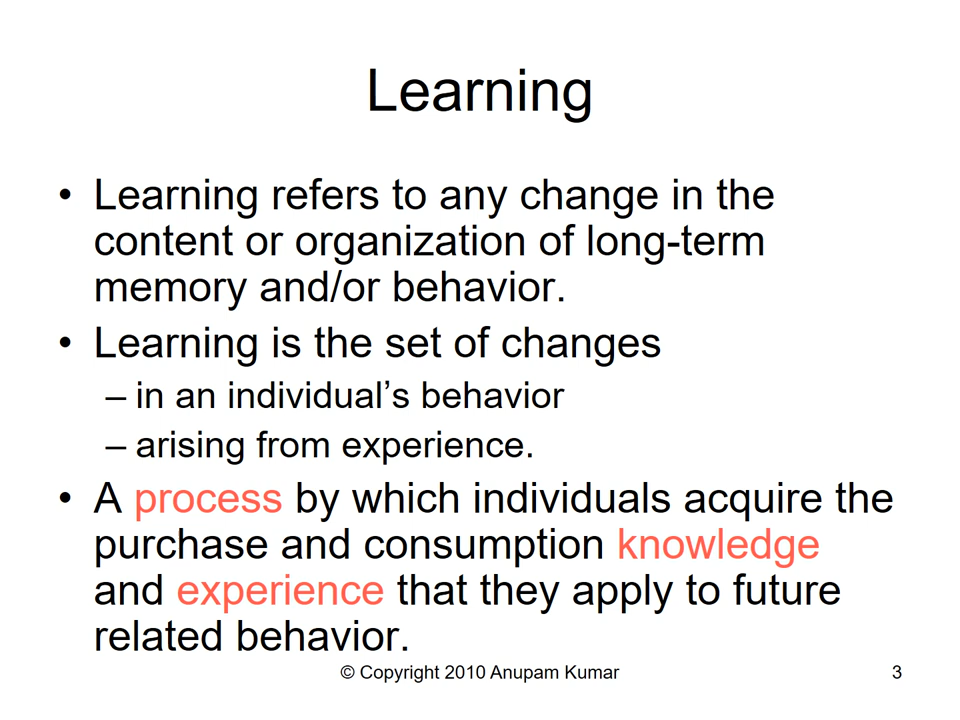 Learning
• Learning refers to any change in the
content or organization of long-term
memory and/or behavior.
• Learning is the set of changes
– in an individual’s behavior
– arising from experience.
• A process by which individuals acquire the
purchase and consumption knowledge
and experience that they apply to future
related behavior.
© Copyright 2010 Anupam Kumar
3